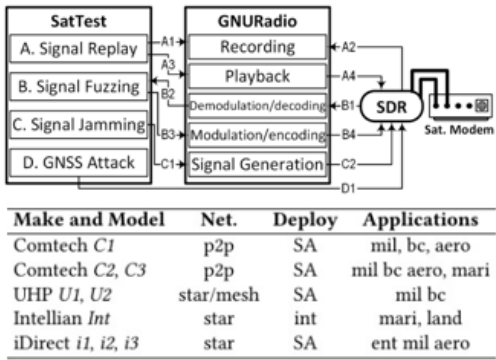 SatTest
GNURadio
A. Signal Replay
B. Signal Fuzzing
C. Signal Jamming
D. GNSS Attack
A1
A3
B2
B3
C1
Recording
Playback
Demodulation/decoding
Modulation/encoding
Signal Generation
A2
A4
B1
B4
C2
D1
SDR
Sat. Modem
Make and Model Net. Deploy Applications
Comtech C1 p2p SA mil, bc, aero
Comtech C2, C3 p2p SA mil bc aero, mari
UHP U1, U2 star/mesh SA mil bc
Intellian Int star int mari, land
iDirect i1, i2, i3 star SA ent mil aero